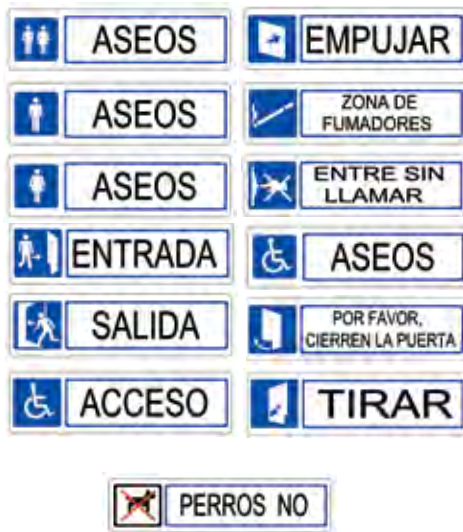 ASEOS
EMPUJAR
ASEOS
ZONA DE
FUMADORES
ASEOS
ENTRE SIN
LLAMAR
ENTRADA
ASEOS
SALIDA
POR FAVOR,
CIERREN LA PUERTA
ACCESO
TIRAR
PERROS NO